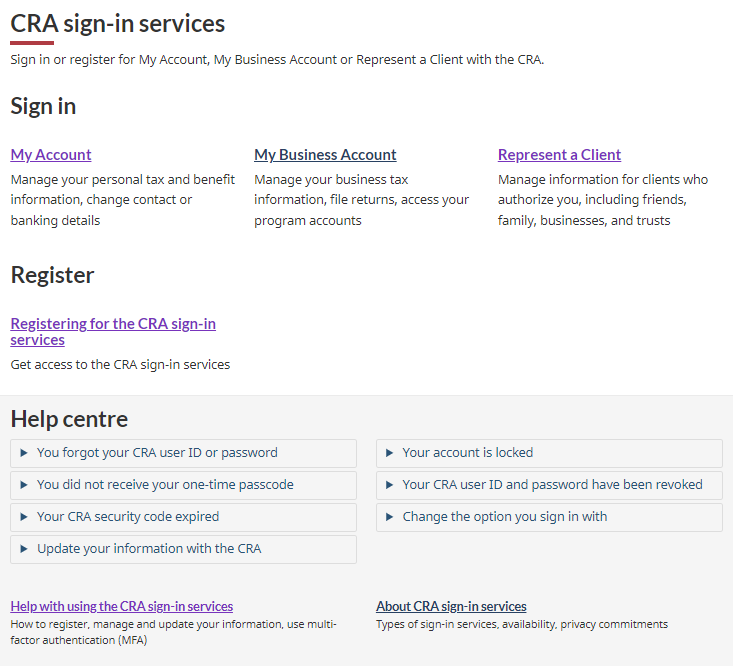 CRA sign-in services
Sign in or register for My Account, My Business Account or Represent a Client with the CRA.
Sign in
My Account
Manage your personal tax and benefit
information, change contact or
banking details
My Business Account
Manage your business tax
information, file returns, access your
program accounts
Represent a Client
Manage information for clients who
authorize you, including friends,
family, businesses, and trusts
Register
Registering for the CRA sign-in
services
Get access to the CRA sign-in services
Help centre
You forgot your CRA user ID or password
Your account is locked
You did not receive your one-time passcode
Your CRA user ID and password have been revoked
Your CRA security code expired
Change the option you sign in with
Update your information with the CRA
Help with using the CRA sign-in services
How to register, manage and update your information, use multi-
factor authentication (MFA)
About CRA sign-in services
Types of sign-in services, availability, privacy commitments